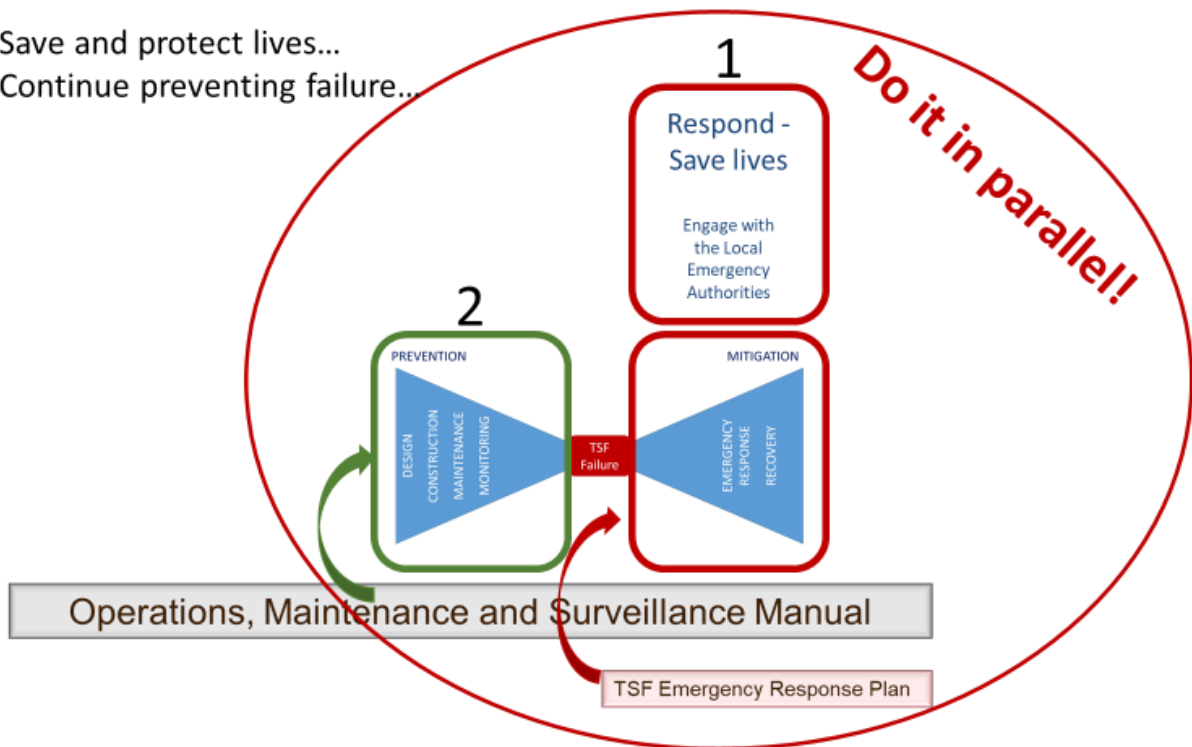 Save and protect lives...
Continue preventing failure...
1
Do it in parallel!
Respond -
Save lives
Engage with
the Local
Emergency
Authorities
2
PREVENTION
DESIGN
CONSTRUCTION
MAINTENANCE
MONITORING
TSF
Failure
MITIGATION
EMERGENCY
RESPONSE
RECOVERY
Operations, Maintenance and Surveillance Manual
TSF Emergency Response Plan